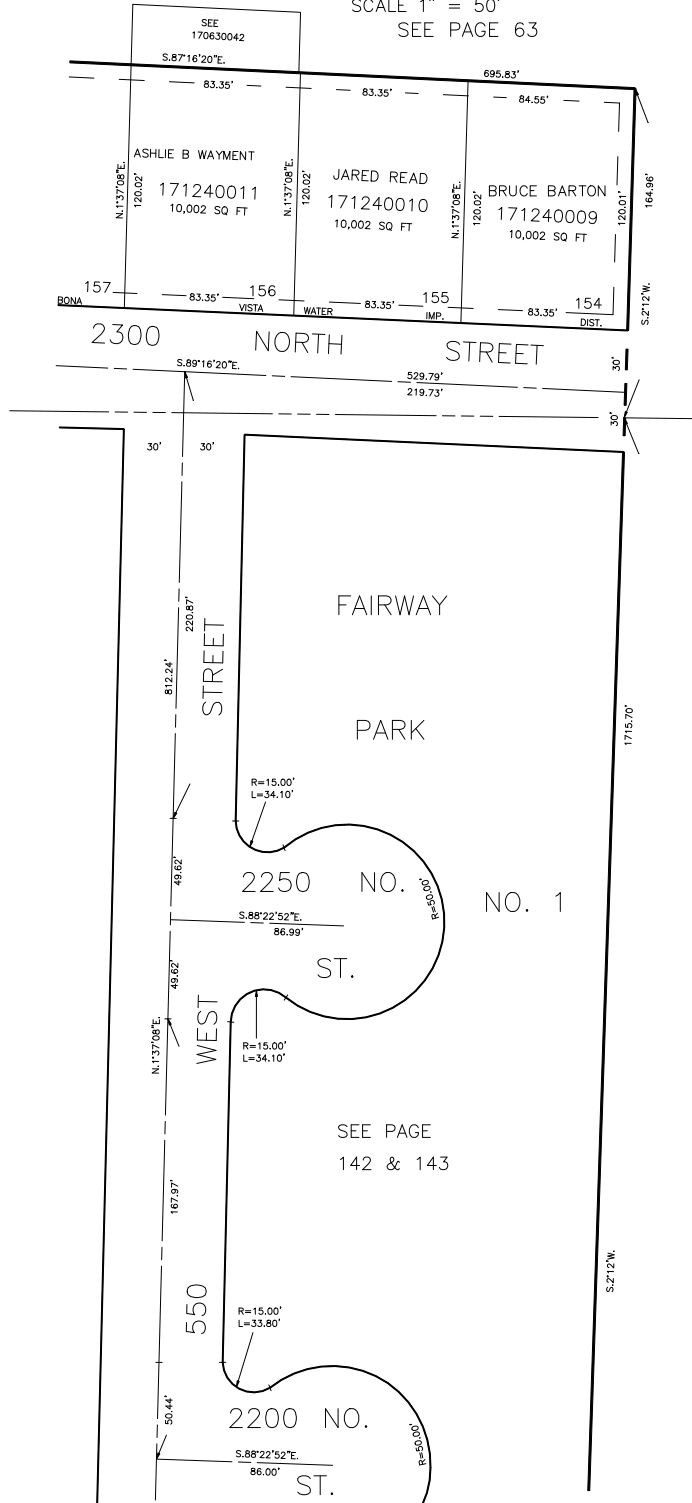 SCALE 1" = 50'
SEE PAGE 63
SEE
170630042
S.87°16'20"E.
695.83'
83.35'
83.35'
84.55'
N.1°37'08"E.
120.02'
ASHLIE B WAYMENT
171240011
10,002 SQ FT
N.1°37'08"E.
120.02'
JARED READ
171240010
10,002 SQ FT
N.1°37'08"E.
120.02'
BRUCE BARTON
171240009
10,002 SQ FT
120.01'
164.96'
S.2°12'W.
157
156
155
154
83.35'
83.35'
83.35'
BONA VISTA WATER IMP. DIST.
2300 NORTH STREET
30'
S.89°16'20"E.
529.79'
219.73'
30'
30'
30'
220.87'
812.24'
STREET
FAIRWAY
PARK
1715.70'
R=15.00'
L=34.10'
49.62'
2250 NO.
R=50.00'
NO. 1
S.88°22'52"E.
86.99'
ST.
49.62'
WEST
N.1°37'08"E.
R=15.00'
L=34.10'
SEE PAGE
142 & 143
167.97'
S.2°12'W.
550
R=15.00'
L=33.80'
50.44'
2200 NO.
R=50.00'
S.88°22'52"E.
86.00'
ST.